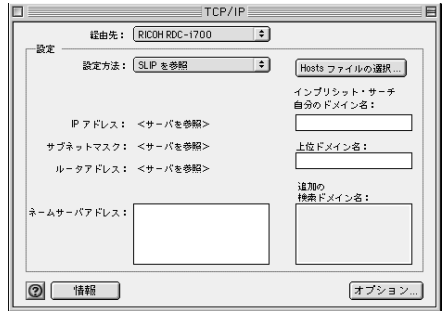 TCP/IP
経由先： RICOH RDC-i700
設定
設定方法： SLIP を参照
Hosts ファイルの選択...
インプリシット・サーチ
自分のドメイン名：
IP アドレス： <サーバを参照>
サブネットマスク： <サーバを参照>
上位ドメイン名：
ルータアドレス： <サーバを参照>
追加の
検索ドメイン名：
ネームサーバアドレス：
? 情報
オプション...